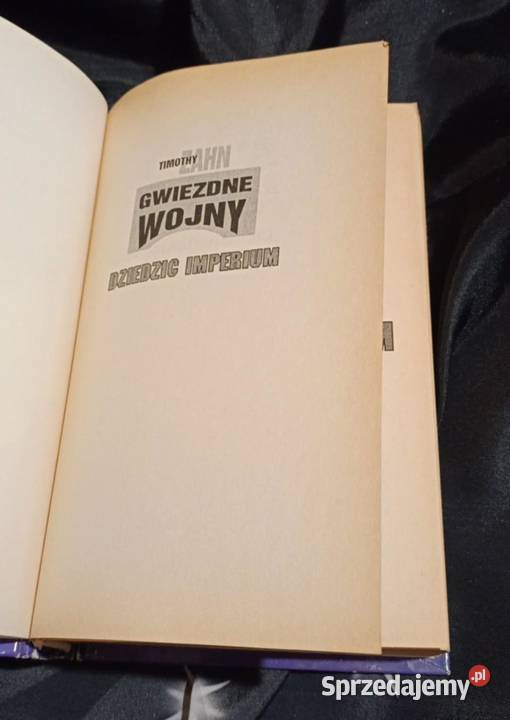 TIMOTHY ZAHN
GWIEZDNE
WOJNY
DZIEDZIC IMPERIUM
M
Sprzedajemy.pl